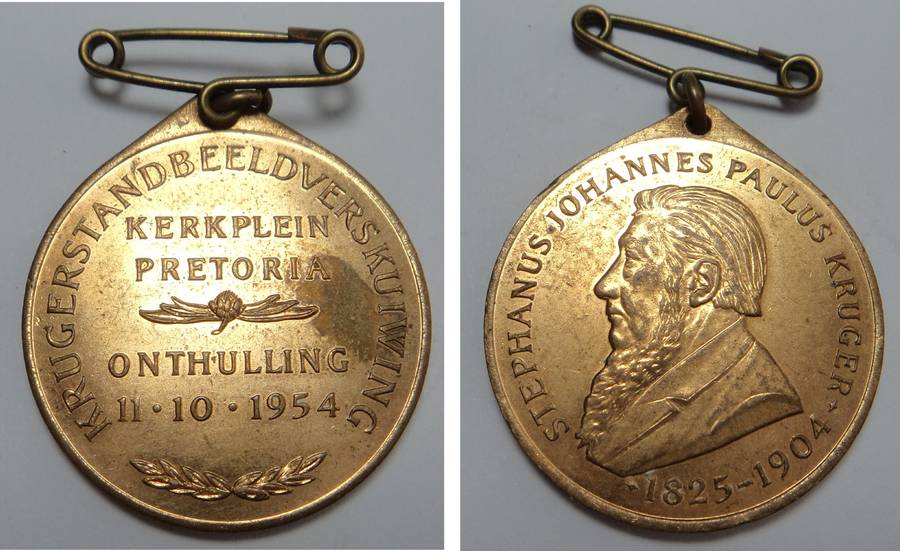 KRUGERSTANDBEELDVERSKUIWING
KERKPLEIN
PRETORIA
ONTHULLING
11·10·1954
STEPHANUS JOHANNES PAULUS KRUGER
·1825-1904·